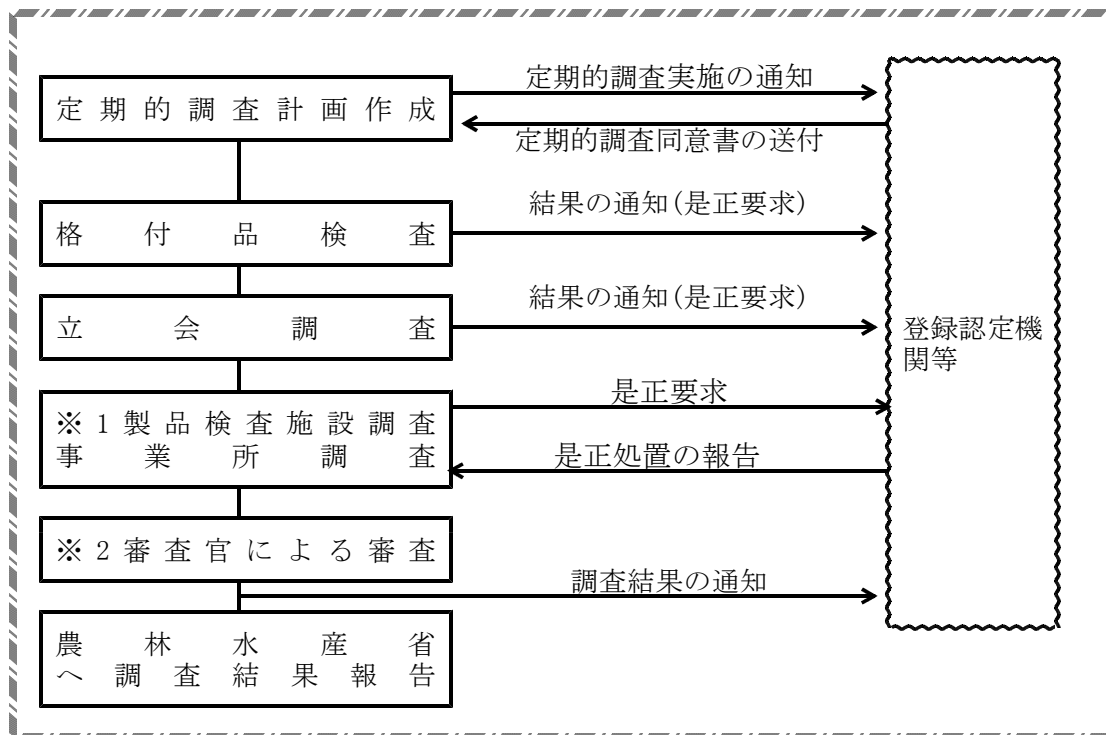 定期的調査計画作成
定期的調査実施の通知
定期的調査同意書の送付
格付品検査
結果の通知(是正要求)
立会調査
結果の通知(是正要求)
登録認定機
関等
※1製品検査施設調査
事業所調査
是正要求
是正処置の報告
※2審査官による審査
調査結果の通知
農林水産省
へ調査結果報告